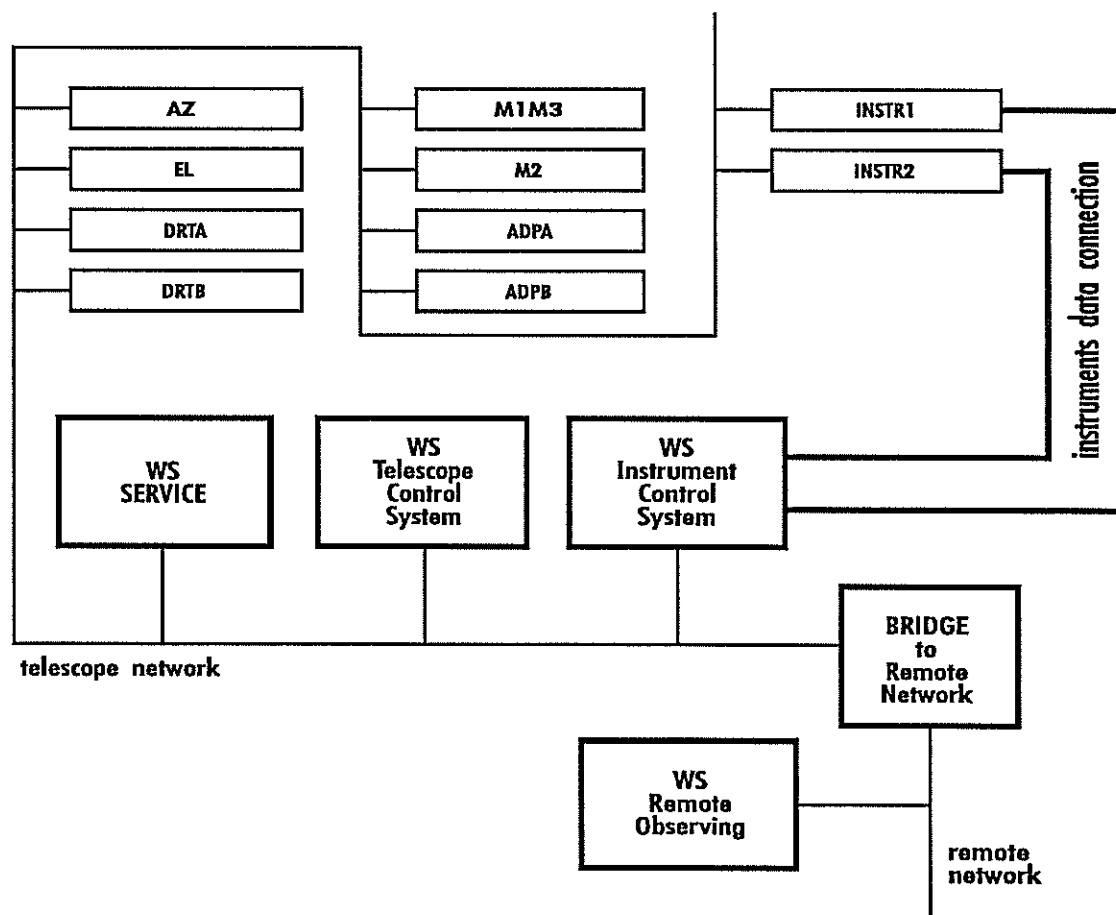 AZ
EL
DRTA
DRTB
M1M3
M2
ADPA
ADPB
INSTR1
INSTR2
instruments data connection
WS
SERVICE
WS
Telescope
Control
System
WS
Instrument
Control
System
telescope network
BRIDGE
to
Remote
Network
WS
Remote
Observing
remote
network